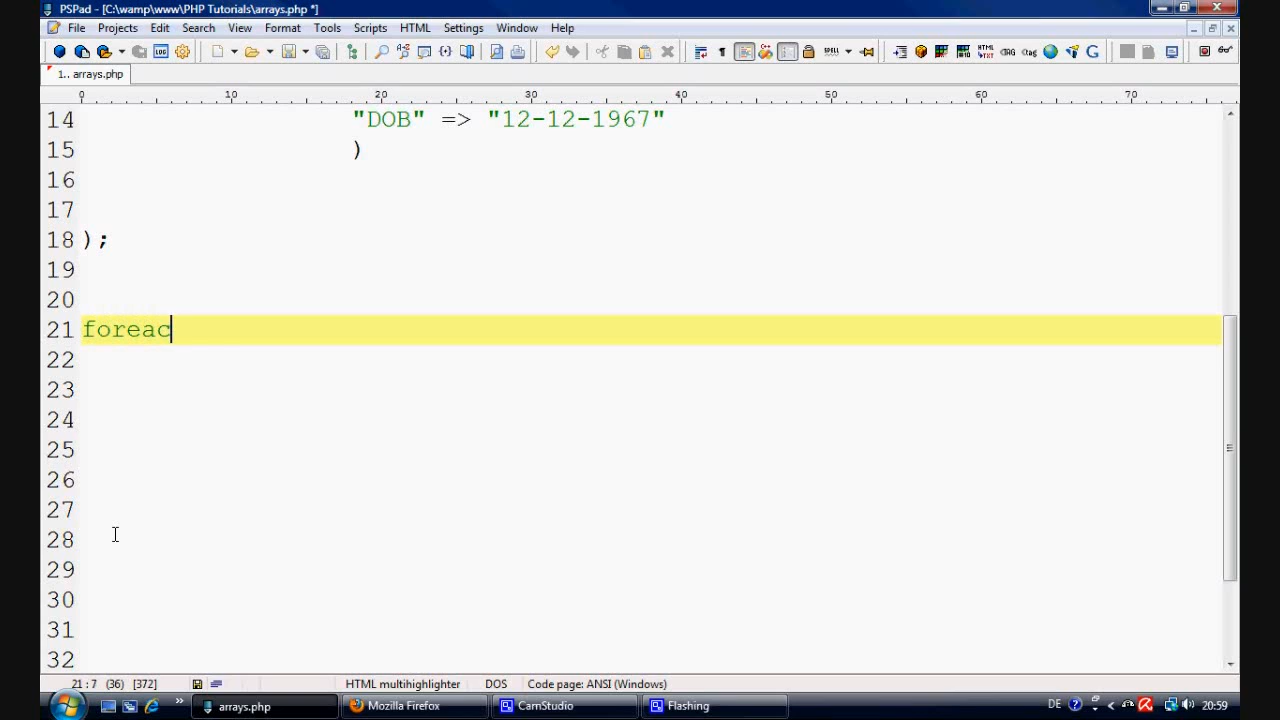 PSPad - [C:\wamp\www\PHP Tutorials\arrays.php *]
File Projects Edit Search View Format Tools Scripts HTML Settings Window Help
1.. arrays.php
0 10 20 30 40 50 60 70
14 "DOB" => "12-12-1967"
15 )
16
17
18 );
19
20
21 foreac
22
23
24
25
26
27
28
29
30
31
32
21 : 7 (36) [372] HTML multihighlighter DOS Code page: ANSI (Windows)
arrays.php Mozilla Firefox CamStudio Flashing DE 20:59